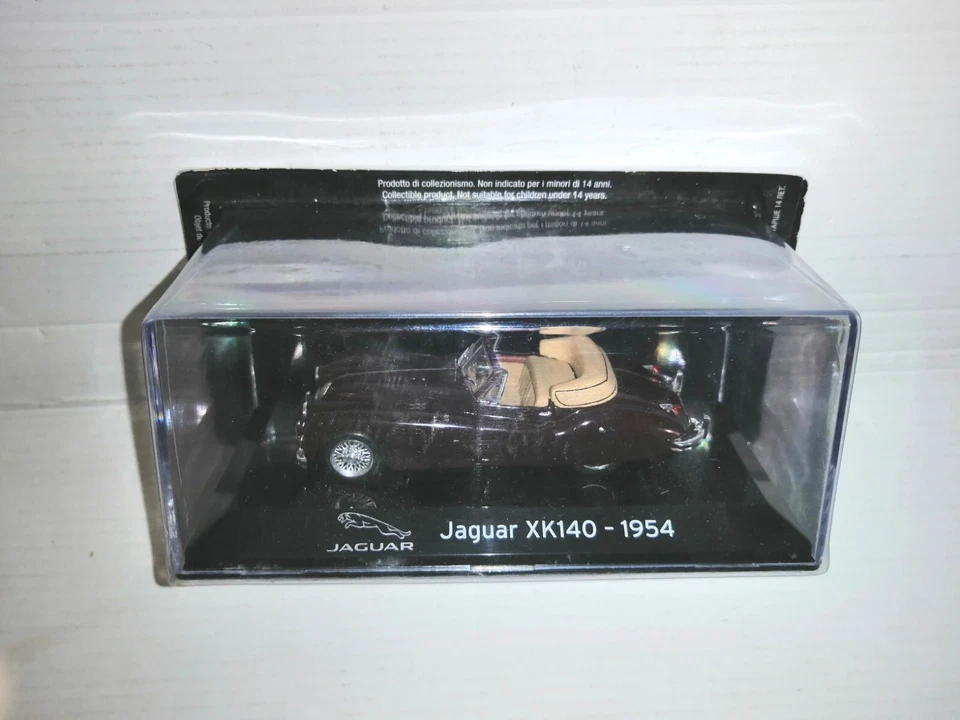 Prodotto di collezionismo. Non indicato per i minori di 14 anni.
Collectible product. Not suitable for children under 14 years.
Jaguar XK140 - 1954
JAGUAR